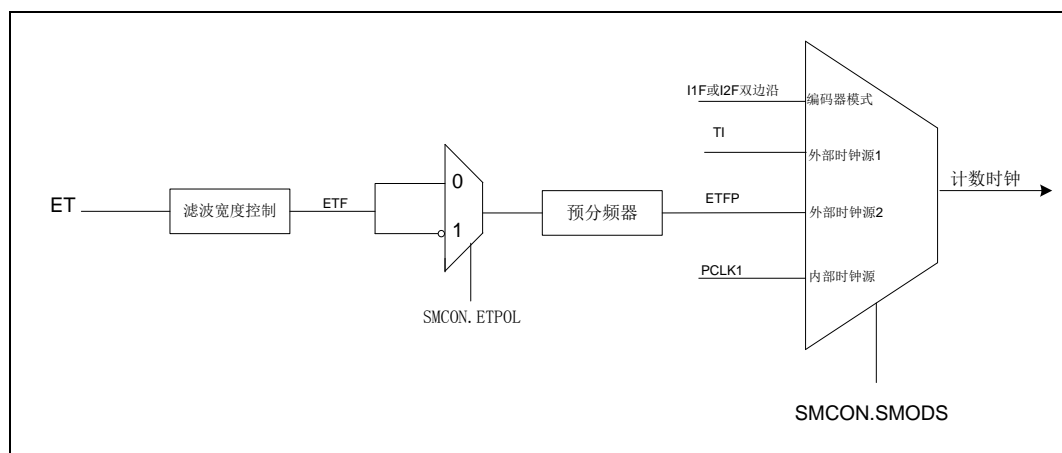 I1F或I2F双边沿
编码器模式
TI
外部时钟源1
计数时钟
ET
滤波宽度控制
ETF
0
1
预分频器
ETFP
外部时钟源2
PCLK1
内部时钟源
SMCON.ETPOL
SMCON.SMODS